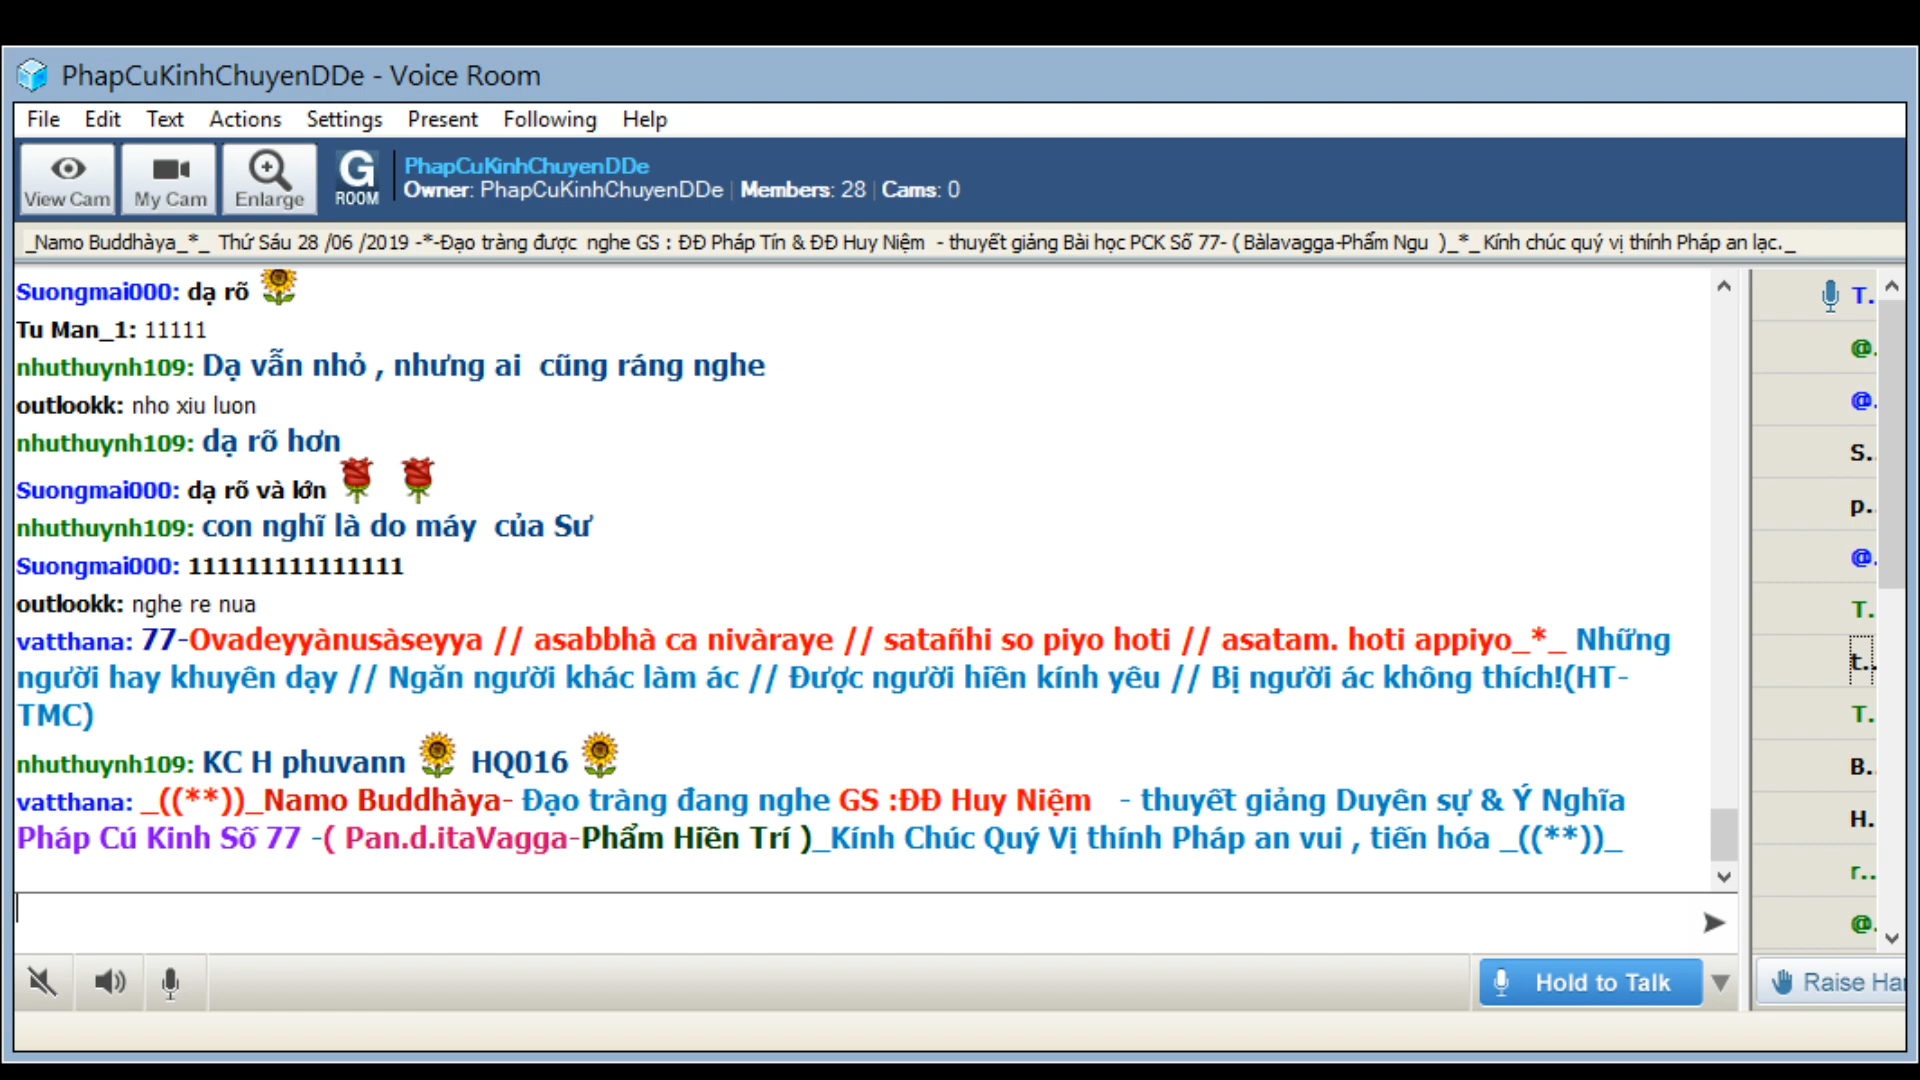 PhapCuKinhChuyenDDe - Voice Room
File Edit Text Actions Settings Present Following Help
View Cam My Cam Enlarge G ROOM
PhapCuKinhChuyenDDe
Owner: PhapCuKinhChuyenDDe | Members: 28 | Cams: 0
_Namo Buddhàya_*_ Thứ Sáu 28 /06 /2019 -*-Đạo tràng được nghe GS : ĐĐ Pháp Tín & ĐĐ Huy Niệm - thuyết giảng Bài học PCK Số 77- ( Bàlavagga-Phẩm Ngu )_*_Kính chúc quý vị thính Pháp an lạc._
Suongmai000: dạ rõ
Tu Man_1: 11111
nhuthuynh109: Dạ vẫn nhỏ , nhưng ai cũng ráng nghe
outlookk: nho xiu luon
nhuthuynh109: dạ rõ hơn
Suongmai000: dạ rõ và lớn
nhuthuynh109: con nghĩ là do máy của Sư
Suongmai000: 111111111111111
outlookk: nghe re nua
vatthana: 77-Ovadeyyànusàseyya // asabbhà ca nivàraye // satañhi so piyo hoti // asatam. hoti appiyo_*_ Những
người hay khuyên dạy // Ngăn người khác làm ác // Được người hiền kính yêu // Bị người ác không thích!(HT-
TMC)
nhuthuynh109: KC H phuvann HQ016
vatthana: _((**))_Namo Buddhàya- Đạo tràng đang nghe GS :ĐĐ Huy Niệm - thuyết giảng Duyên sự & Ý Nghĩa
Pháp Cú Kinh Số 77 -( Pan.d.itaVagga-Phẩm Hiền Trí )_Kính Chúc Quý Vị thính Pháp an vui , tiến hóa _((**))_
T.
@.
@.
S..
p..
@.
T.
t..
T.
B..
H.
r..
@.
Hold to Talk
Raise Ha